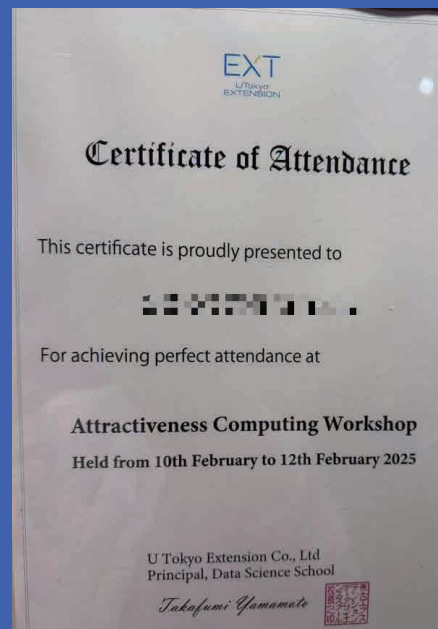 EXT
UTokyo
EXTENSION
Certificate of Attendance
This certificate is proudly presented to
For achieving perfect attendance at
Attractiveness Computing Workshop
Held from 10th February to 12th February 2025
U Tokyo Extension Co., Ltd
Principal, Data Science School
Takafumi Yamamoto